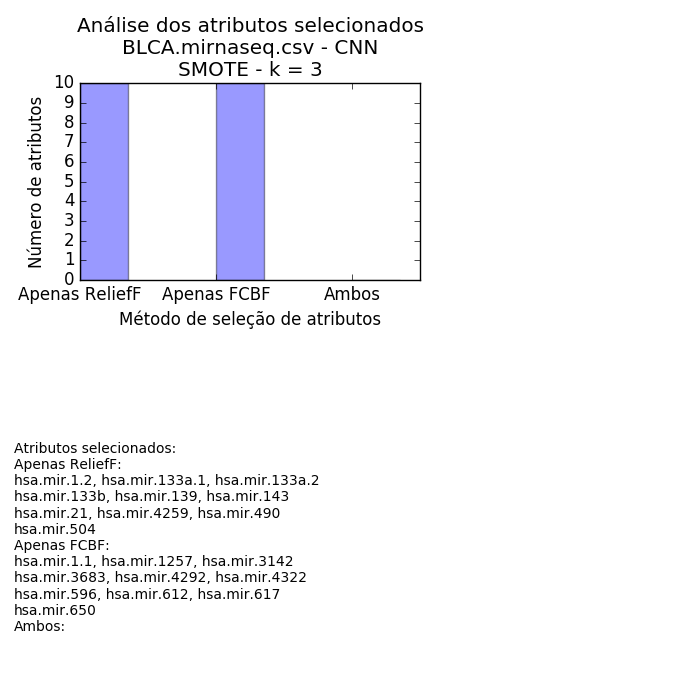 Análise dos atributos selecionados
BLCA.mirnaseq.csv - CNN
SMOTE - k = 3
10
9
8
7
6
5
4
3
2
1
0
Número de atributos
Apenas ReliefF Apenas FCBF Ambos
Método de seleção de atributos
Atributos selecionados:
Apenas ReliefF:
hsa.mir.1.2, hsa.mir.133a.1, hsa.mir.133a.2
hsa.mir.133b, hsa.mir.139, hsa.mir.143
hsa.mir.21, hsa.mir.4259, hsa.mir.490
hsa.mir.504
Apenas FCBF:
hsa.mir.1.1, hsa.mir.1257, hsa.mir.3142
hsa.mir.3683, hsa.mir.4292, hsa.mir.4322
hsa.mir.596, hsa.mir.612, hsa.mir.617
hsa.mir.650
Ambos: